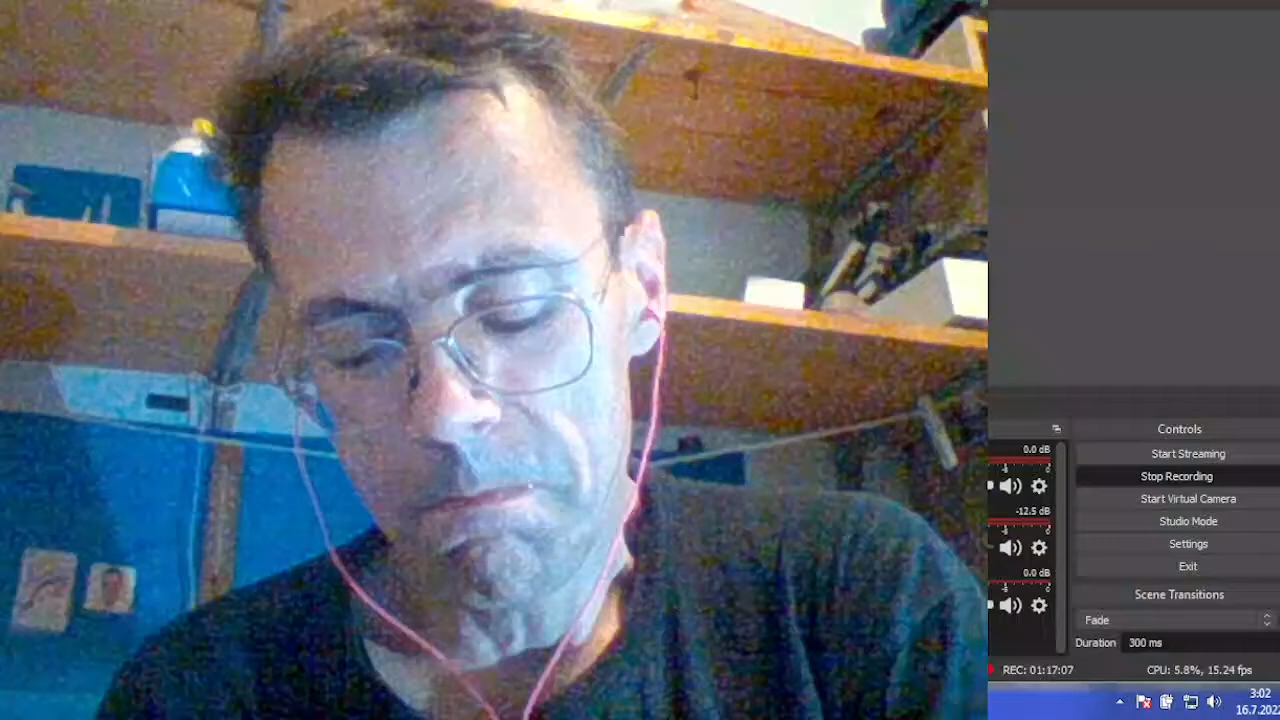 Controls
0.0 dB
Start Streaming
Stop Recording
Start Virtual Camera
-12.5 dB
Studio Mode
Settings
Exit
0.0 dB
Scene Transitions
Fade
Duration 300 ms
REC: 01:17:07 CPU: 5.8%, 15.24 fps
3:02
16.7.202